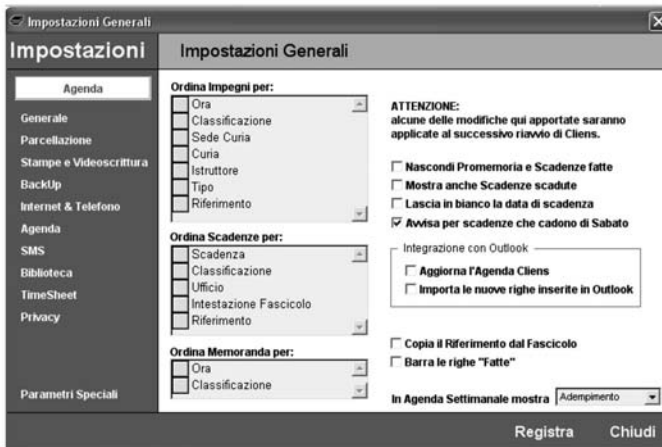 Impostazioni Generali
Impostazioni
Impostazioni Generali
Agenda
Generale
Parcellazione
Stampe e Videoscrittura
BackUp
Internet & Telefono
Agenda
SMS
Biblioteca
TimeSheet
Privacy
Parametri Speciali
Ordina Impegni per:
Ora
Classificazione
Sede Curia
Curia
Istruttore
Tipo
Riferimento
Ordina Scadenze per:
Scadenza
Classificazione
Ufficio
Intestazione Fascicolo
Riferimento
Ordina Memoranda per:
Ora
Classificazione
ATTENZIONE:
alcune delle modifiche qui apportate saranno
applicate al successivo riavvio di Cliens.
Nascondi Promemoria e Scadenze fatte
Mostra anche Scadenze scadute
Lascia in bianco la data di scadenza
Avvisa per scadenze che cadono di Sabato
Integrazione con Outlook
Aggiorna l'Agenda Cliens
Importa le nuove righe inserite in Outlook
Copia il Riferimento dal Fascicolo
Barra le righe "Fatte"
In Agenda Settimanale mostra Adempimento
Registra Chiudi